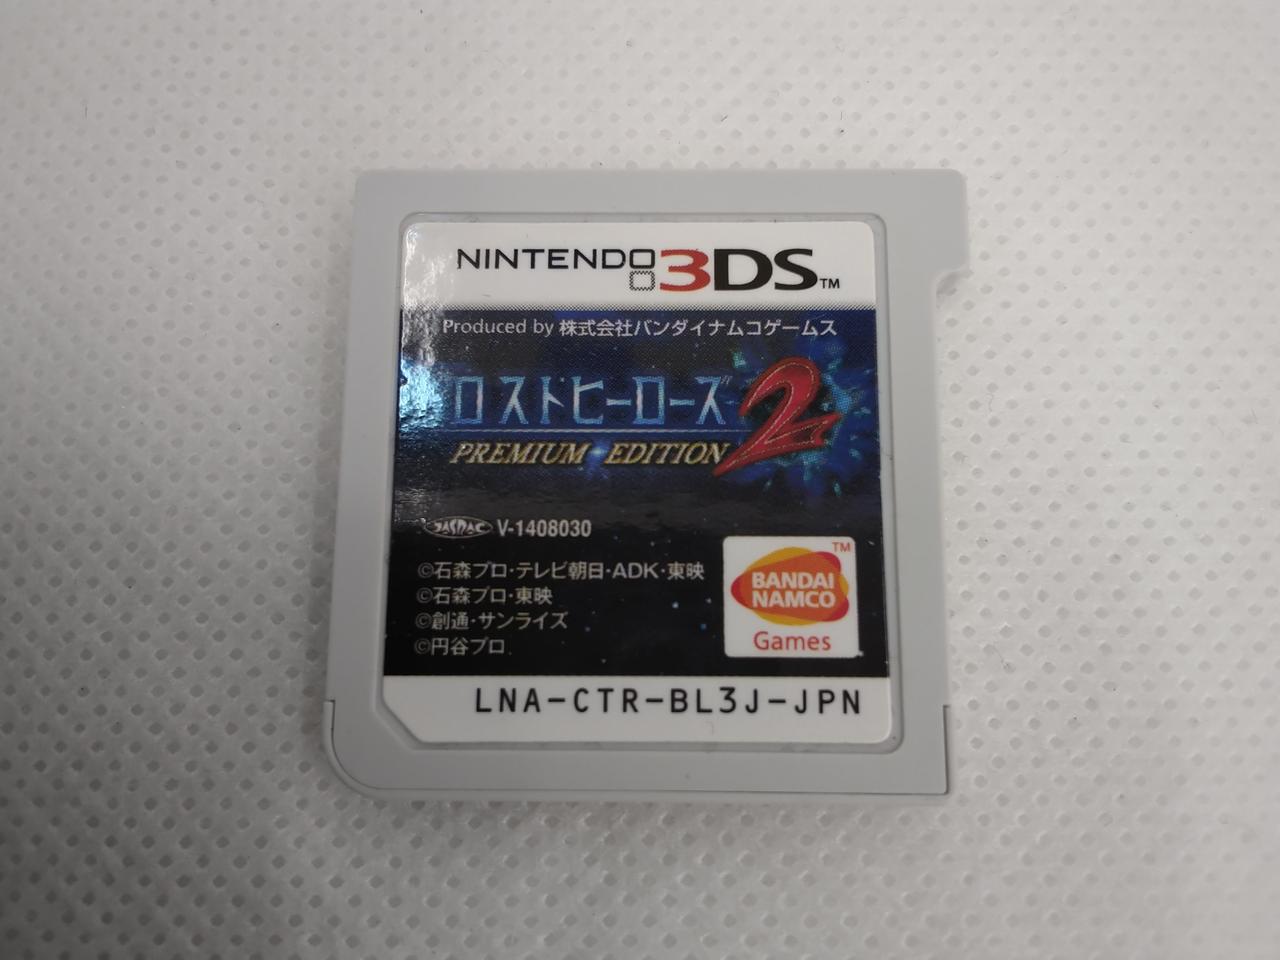 NINTENDO 3DS™
Produced by 株式会社バンダイナムコゲームス
ロストヒーローズ2
PREMIUM EDITION
JASRAC V-1408030
©石森プロ・テレビ朝日・ADK・東映
©石森プロ・東映
©創通・サンライズ
©円谷プロ
BANDAI
NAMCO
TM
Games
LNA-CTR-BL3J-JPN